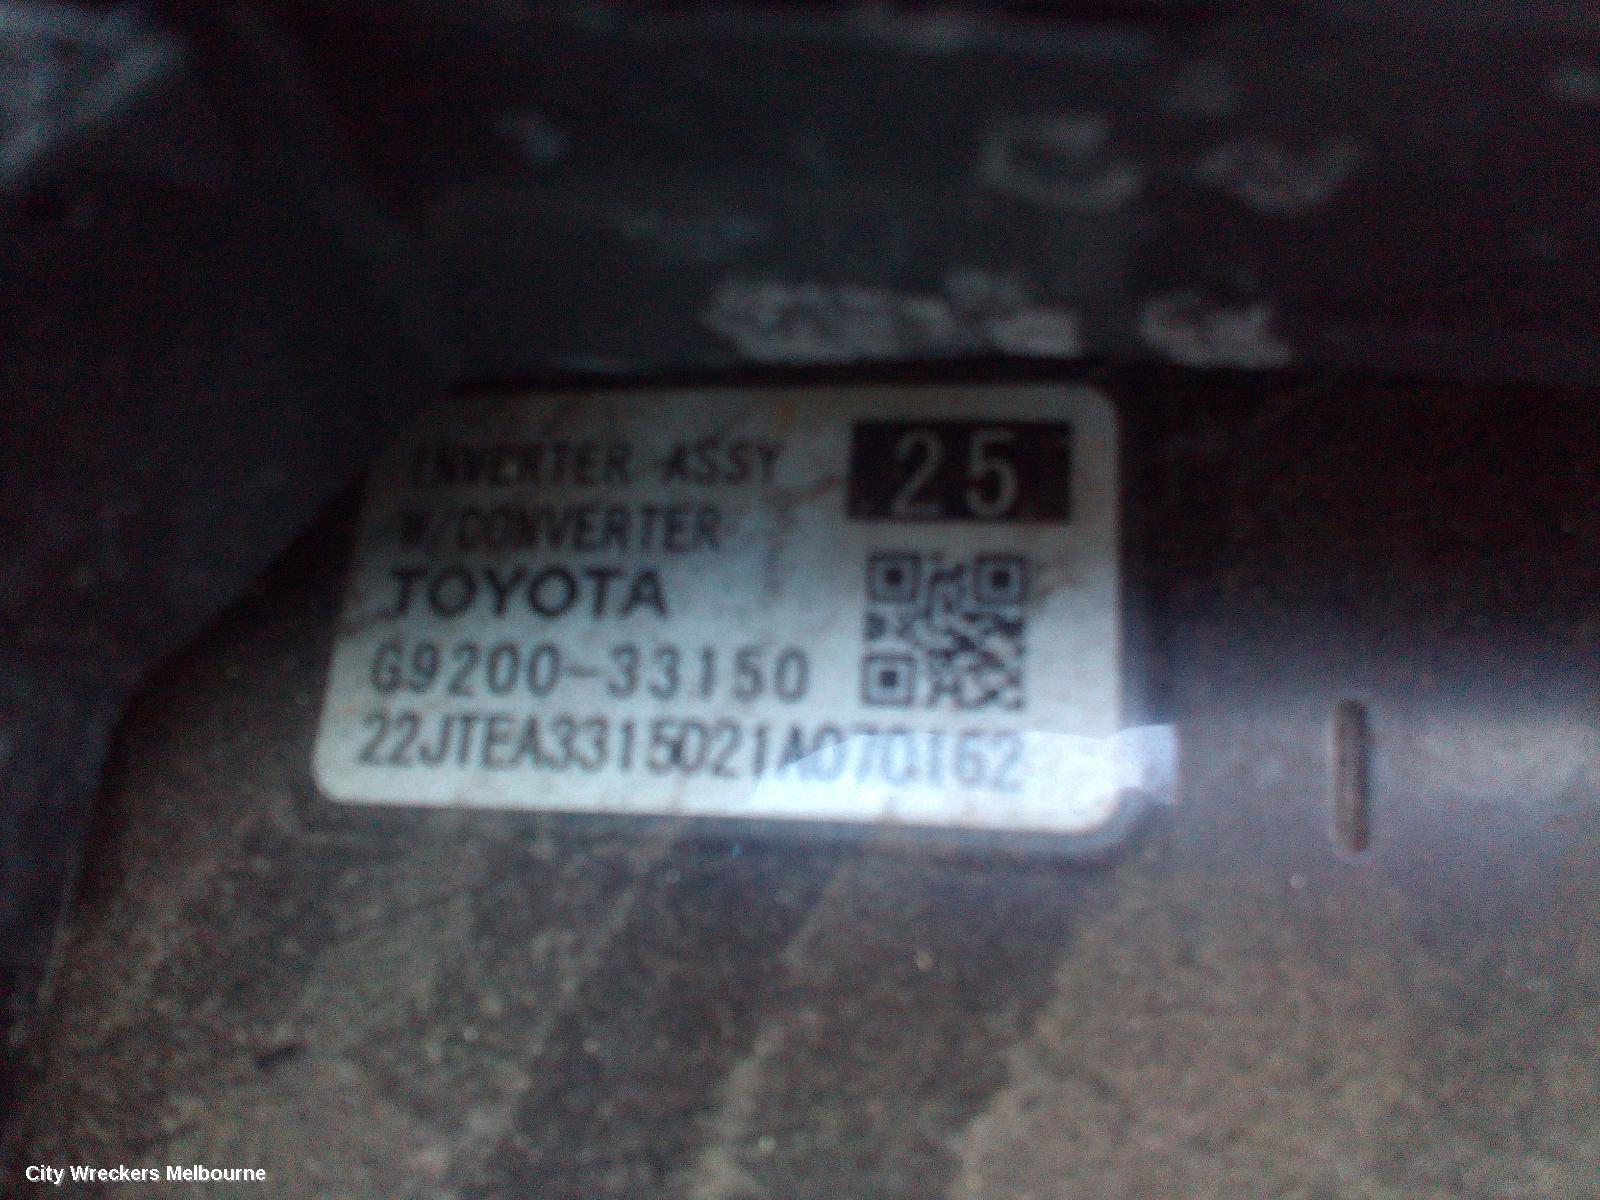 INVERTER ASSY
25
W/CONVERTER
TOYOTA
G9200-33150
22JTEA3315021A070162
City Wreckers Melbourne